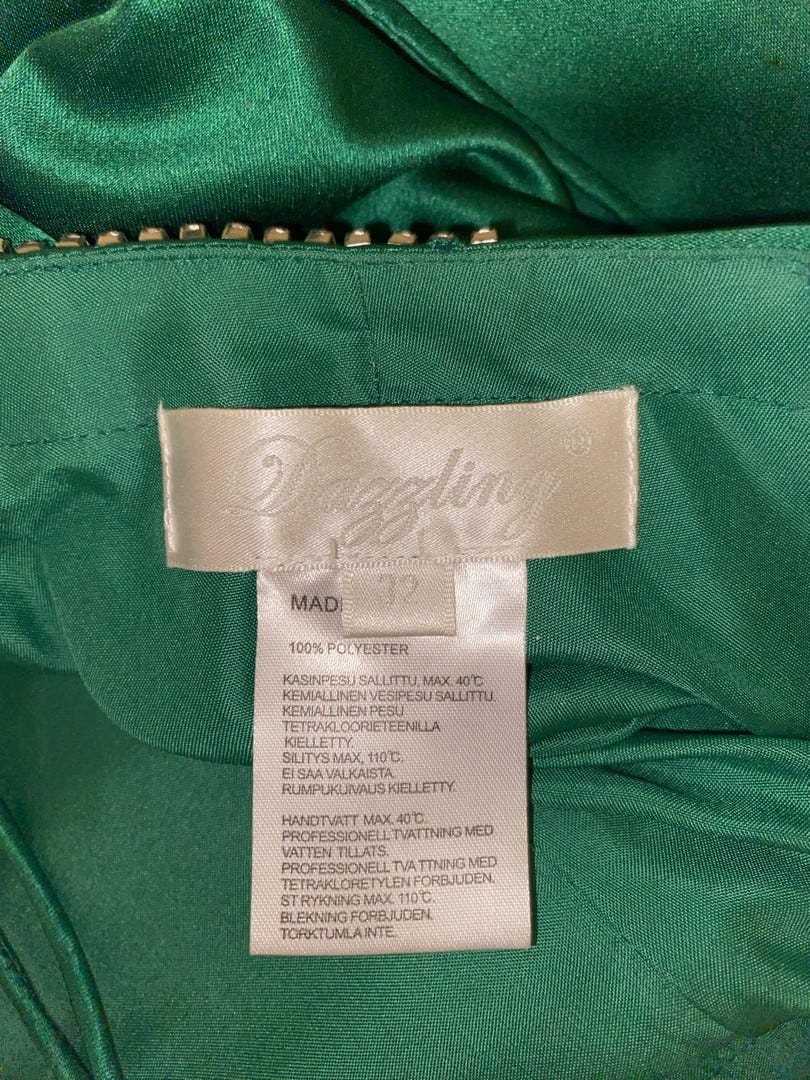 Dazzling®
32
MAD
100% POLYESTER
KASINPESU SALLITTU, MAX. 40℃
KEMIALLINEN VESIPESU SALLITTU.
KEMIALLINEN PESU
TETRAKLOORIETEENILLA
KIELLETTY.
SILITYS MAX, 110℃.
EI SAA VALKAISTA.
RUMPUKUIVAUS KIELLETTY.
HANDTVATT MAX. 40℃.
PROFESSIONELL TVATTNING MED
VATTEN TILLATS.
PROFESSIONELL TVA TTNING MED
TETRAKLORETYLEN FORBJUDEN.
ST RYKNING MAX. 110℃.
BLEKNING FORBJUDEN.
TORKTUMLA INTE.